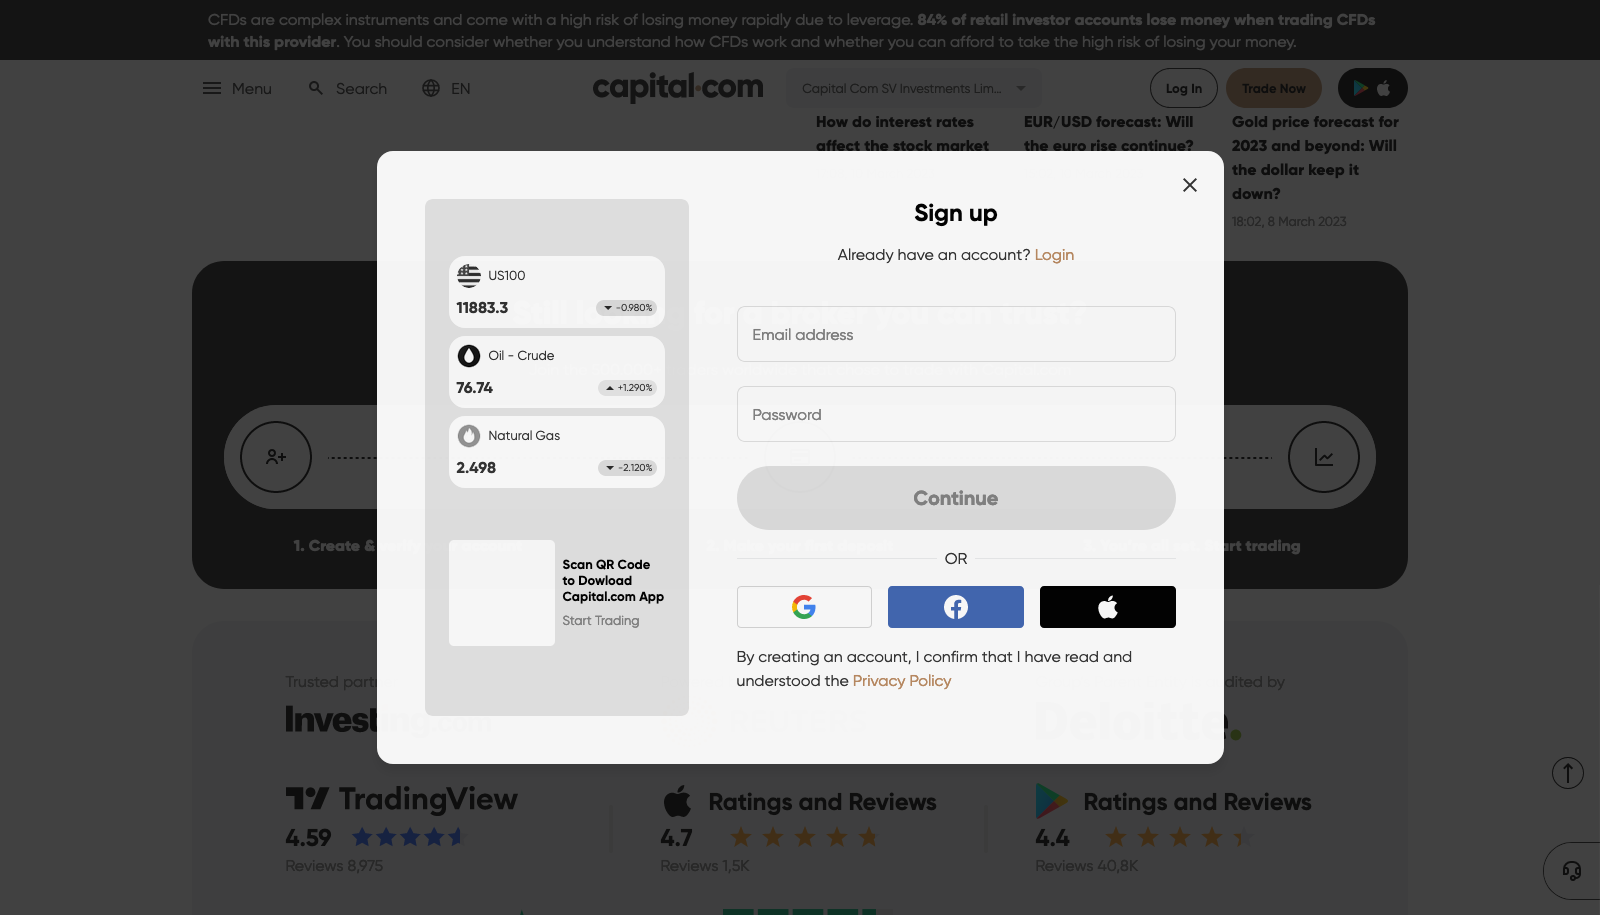 CFDs are complex instruments and come with a high risk of losing money rapidly due to leverage. 84% of retail investor accounts lose money when trading CFDs
with this provider. You should consider whether you understand how CFDs work and whether you can afford to take the high risk of losing your money.
Menu
Search
EN
capital.com
Capital Com SV Investments Lim...
Log In
Trade Now
How do interest rates
affect the stock market
EUR/USD forecast: Will
the euro rise continue?
Gold price forecast for
2023 and beyond: Will
the dollar keep it
down?
18:02, 8 March 2023
US100
11883.3
-0.980%
Oil - Crude
76.74
+1.290%
Natural Gas
2.498
-2.120%
Scan QR Code
to Dowload
Capital.com App
Start Trading
Sign up
Already have an account? Login
Email address
Password
Continue
OR
By creating an account, I confirm that I have read and
understood the Privacy Policy
1. Create &
start trading
Trusted
Investing.com
Deloitte.
TradingView
4.59
Reviews 8,975
Ratings and Reviews
4.7
Reviews 1,5K
Ratings and Reviews
4.4
Reviews 40,8K